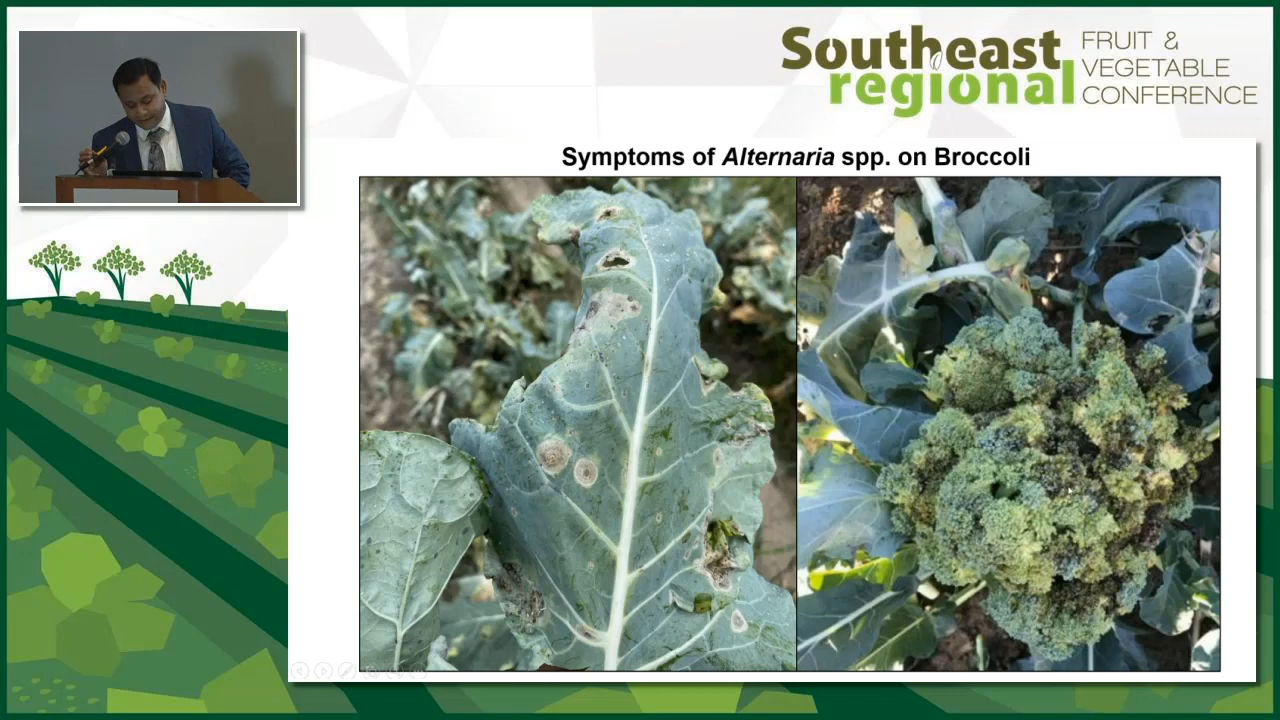 Southeast
regional
FRUIT &
VEGETABLE
CONFERENCE
Symptoms of Alternaria spp. on Broccoli